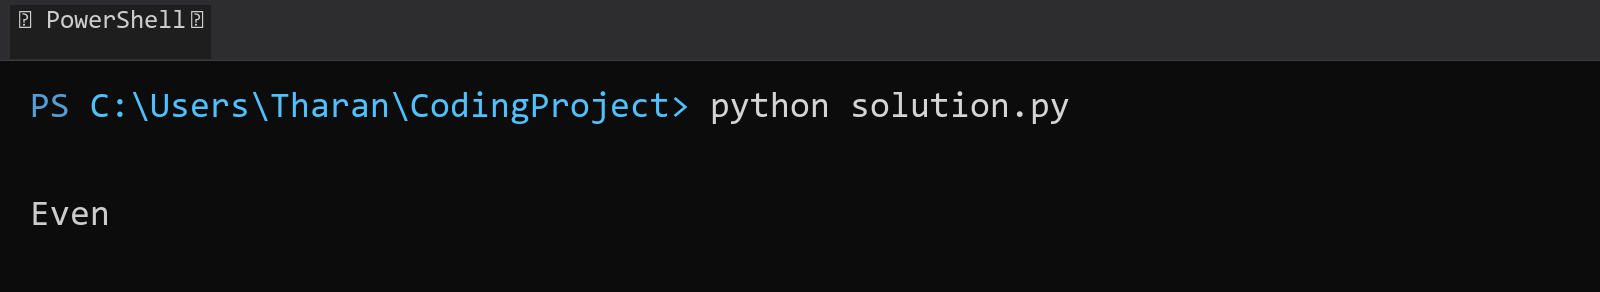 PowerShell
PS C:\Users\Tharan\CodingProject> python solution.py
Even